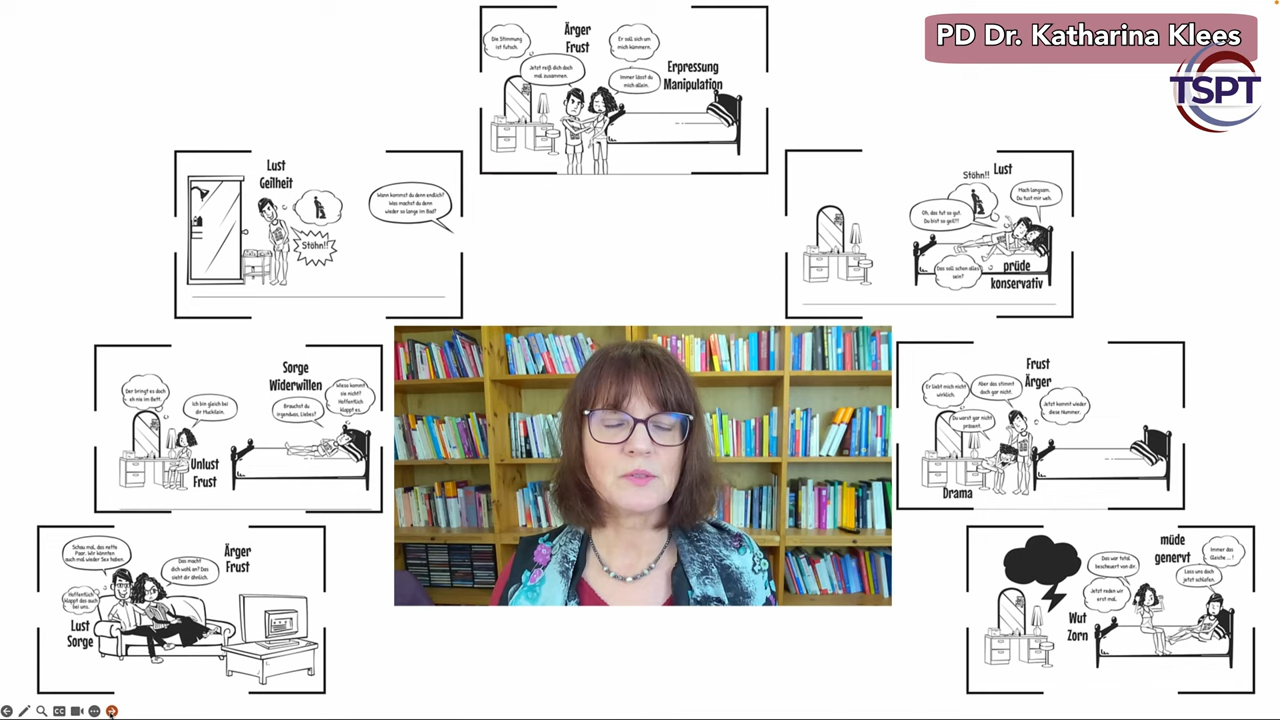 PD Dr. Katharina Klees
TSPT
Ärger
Frust
Die Stimmung
ist futsch.
Er soll sich um
mich kümmern.
Jetzt reiß dich doch
mal zusammen.
Immer lässt du
mich allein.
Erpressung
Manipulation
Lust
Geilheit
Stöhn!!
Wann kommst du denn endlich?
Was machst du denn
wieder so lange im Bad?
Stöhn!! Lust
Mach langsam.
Du tust mir weh.
Oh, das tut so gut.
Du bist so geil!!!
Das soll schon alles
sein?
prüde
konservativ
Sorge
Widerwillen
Der bringt es doch
eh nie im Bett.
Ich bin gleich bei
dir
Brauchst du
irgendwas, Liebes?
Wieso kommt
sie nicht?
Hoffentlich
klappt es.
Unlust
Frust
Frust
Ärger
Er liebt mich nicht
wirklich.
Aber das stimmt
doch gar nicht.
Du warst gar nicht
präsent.
Jetzt kommt wieder
diese Nummer.
Drama
Schau mal, das nette
Paar. Wir könnten
auch mal wieder Sex haben.
Das macht
dich wohl an? Das
sieht dir ähnlich.
Hoffentlich
klappt das auch
bei uns.
Ärger
Frust
Lust
Sorge
müde
genervt
Das war total
bescheuert von dir.
Jetzt reden wir
erst mal.
Immer das
Gleiche ... !
Lass uns doch
jetzt schlafen.
Wut
Zorn